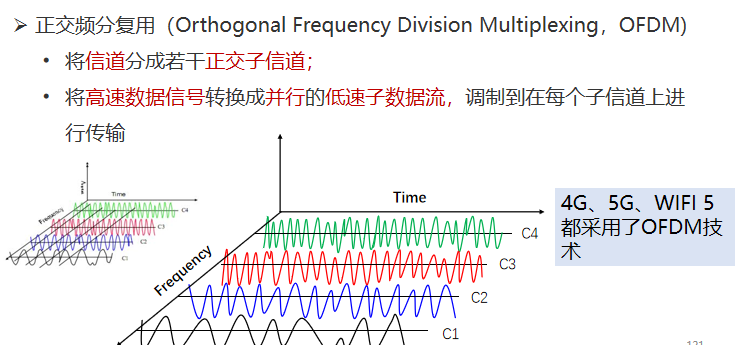 ➢ 正交频分复用（Orthogonal Frequency Division Multiplexing，OFDM）
• 将信道分成若干正交子信道；
• 将高速数据信号转换成并行的低速子数据流，调制到在每个子信道上进
行传输
Time
Frequency
C4
C3
C2
C1
Time
Frequency
C4
C3
C2
C1
4G、5G、WIFI 5
都采用了OFDM技
术